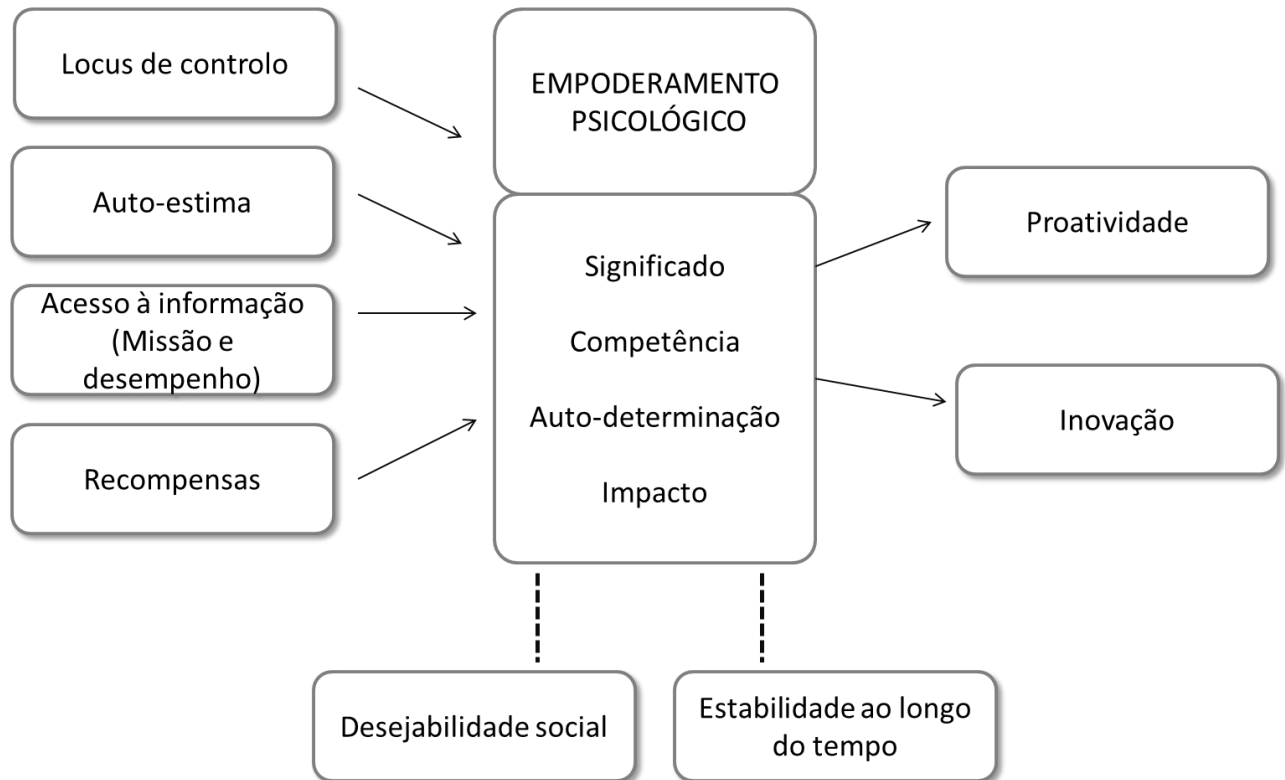 Locus de controlo
Auto-estima
Acesso à informação
(Missão e
desempenho)
Recompensas
EMPODERAMENTO
PSICOLÓGICO
Significado
Competência
Auto-determinação
Impacto
Proatividade
Inovação
Desejabilidade social
Estabilidade ao longo
do tempo